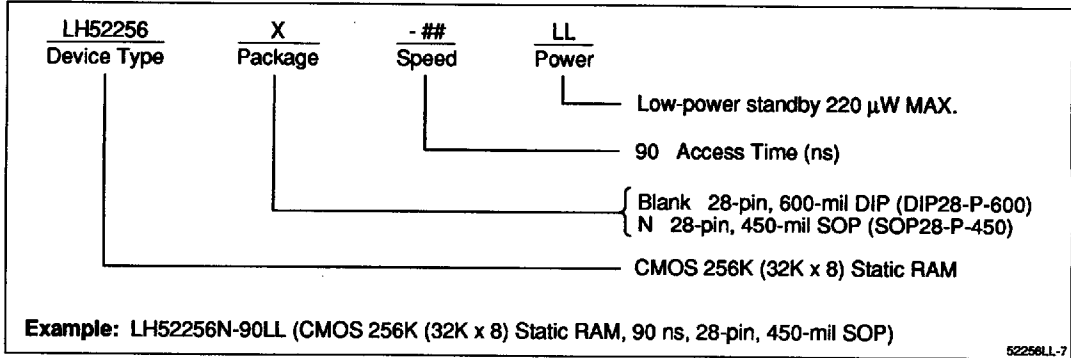 LH52256 X - ## LL
Device Type Package Speed Power
Low-power standby 220 µW MAX.
90 Access Time (ns)
Blank 28-pin, 600-mil DIP (DIP28-P-600)
N 28-pin, 450-mil SOP (SOP28-P-450)
CMOS 256K (32K x 8) Static RAM
Example: LH52256N-90LL (CMOS 256K (32K x 8) Static RAM, 90 ns, 28-pin, 450-mil SOP)
52256LL-7